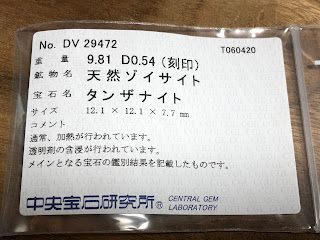 No. DV 29472
T060420
重 量 9.81 D0.54 (刻印)
鉱 物 名 天然ゾイサイト
宝 石 名 タンザナイト
サ イ ズ 12.1 × 12.1 × 7.7 mm
コメント
通常、加熱が行われています。
透明剤の含浸が行われています。
メインとなる宝石の鑑別結果を記載したものです。
中央宝石研究所® CENTRAL GEM
LABORATORY